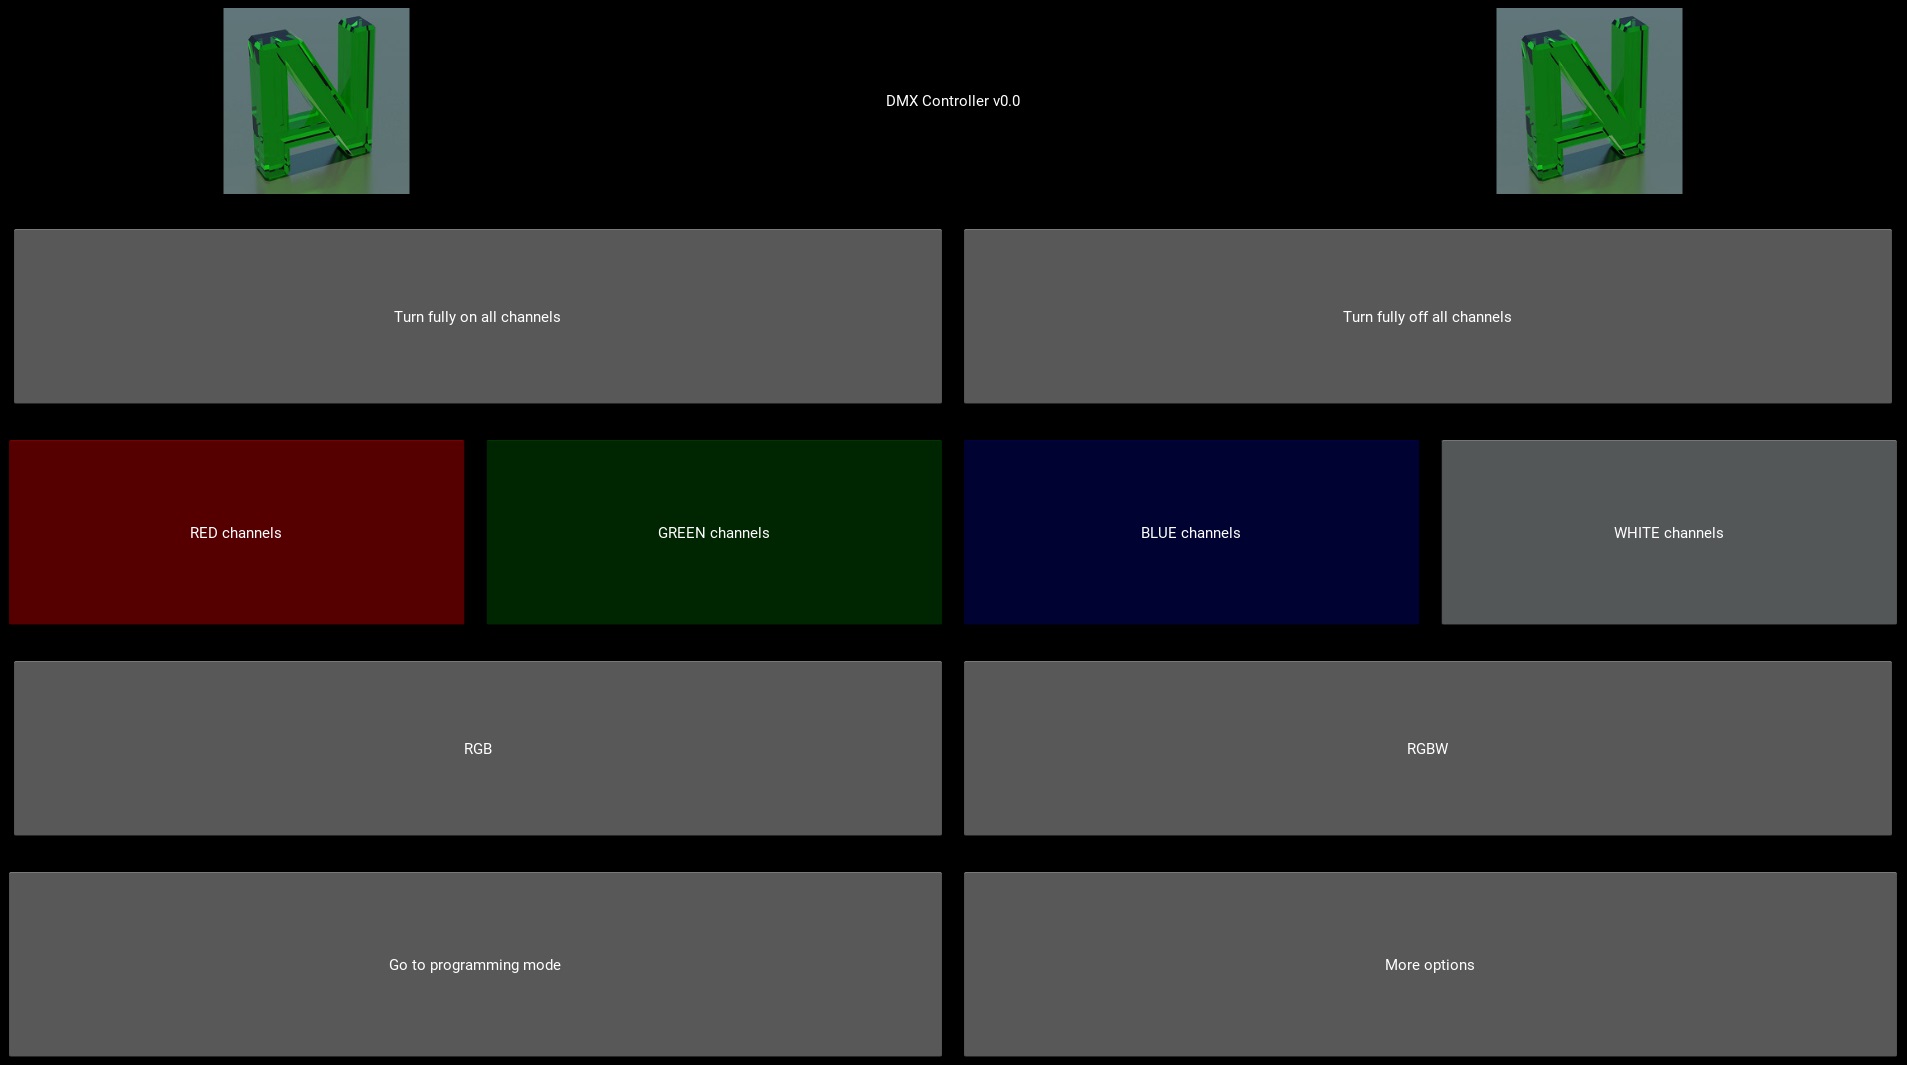 DMX Controller v0.0
Turn fully on all channels
Turn fully off all channels
RED channels
GREEN channels
BLUE channels
WHITE channels
RGB
RGBW
Go to programming mode
More options